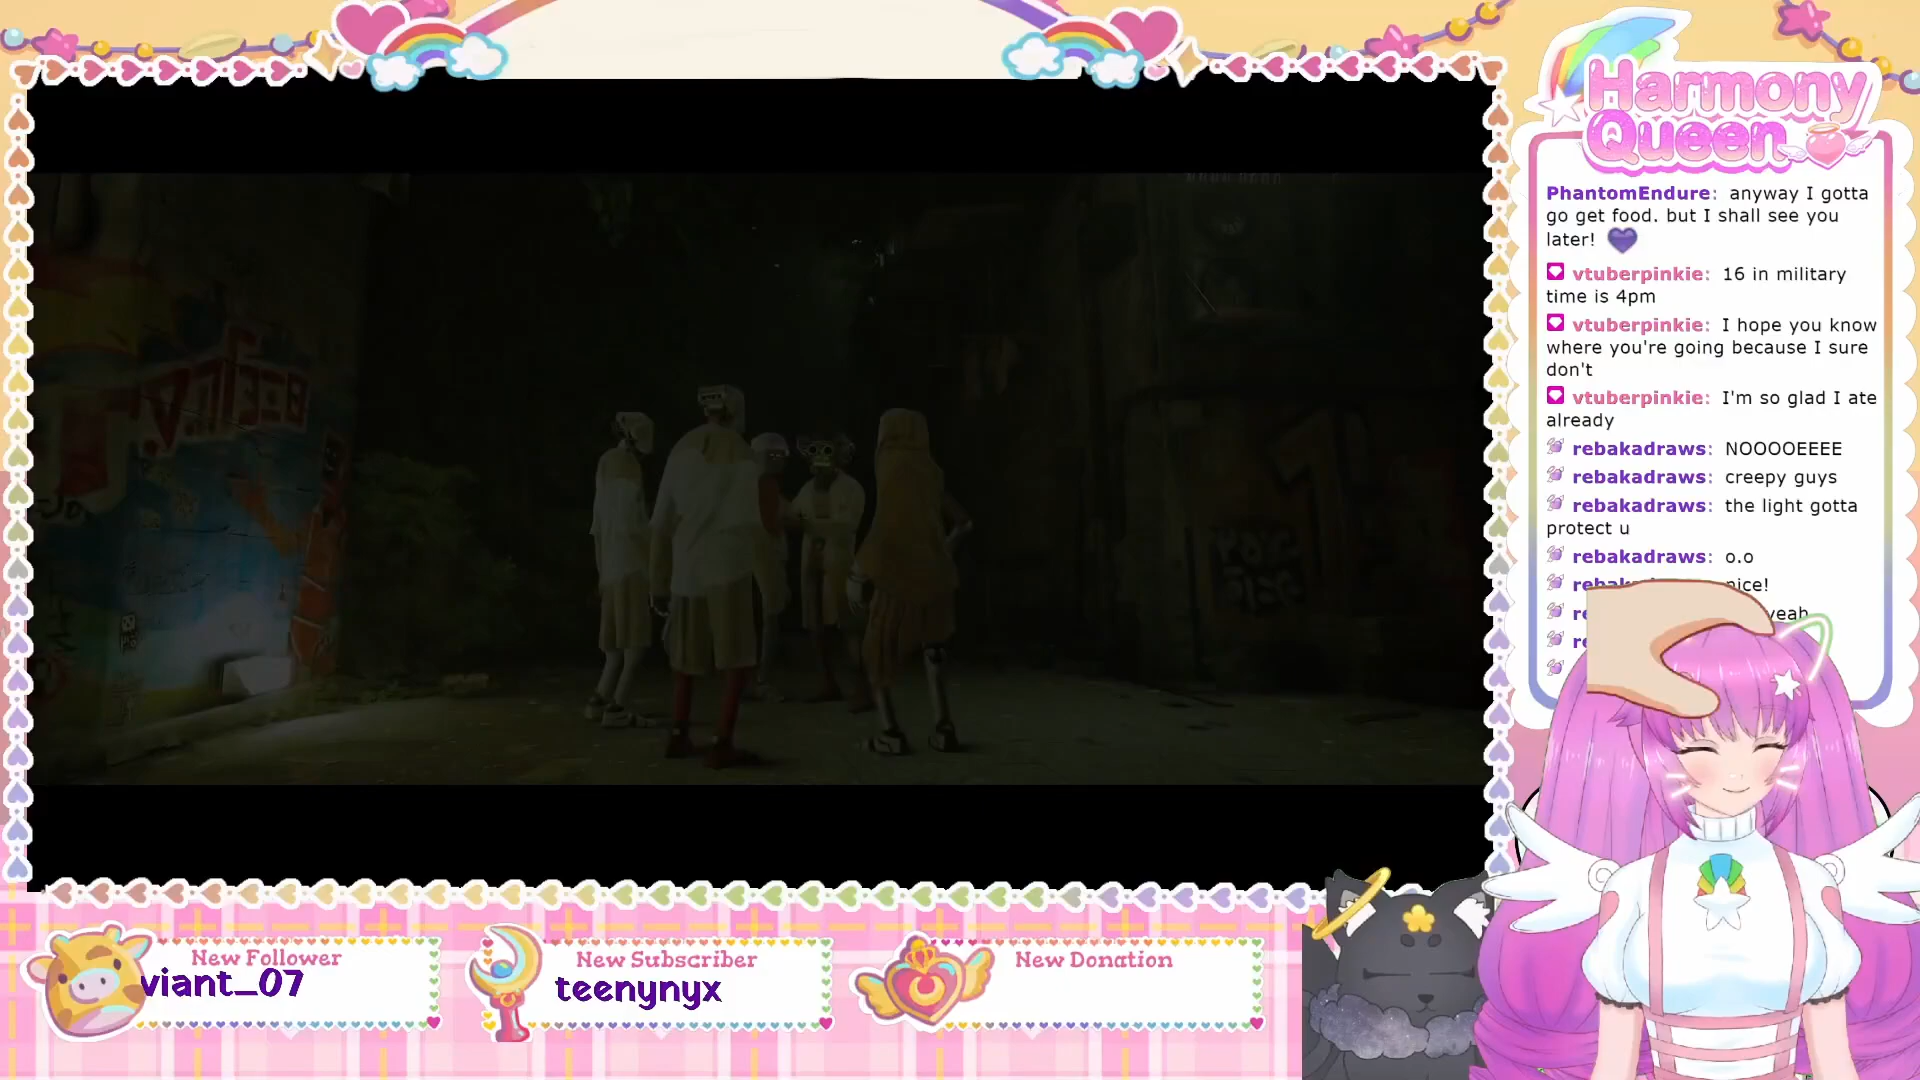 Harmony
Queen
PhantomEndure: anyway I gotta
go get food. but I shall see you
later!
vtuberpinkie: 16 in military
time is 4pm
vtuberpinkie: I hope you know
where you're going because I sure
don't
vtuberpinkie: I'm so glad I ate
already
rebakadraws: NOOOOEEEE
rebakadraws: creepy guys
rebakadraws: the light gotta
protect u
rebakadraws: o.o
nice!
yeah
New Follower
viant_07
New Subscriber
teenynyx
New Donation